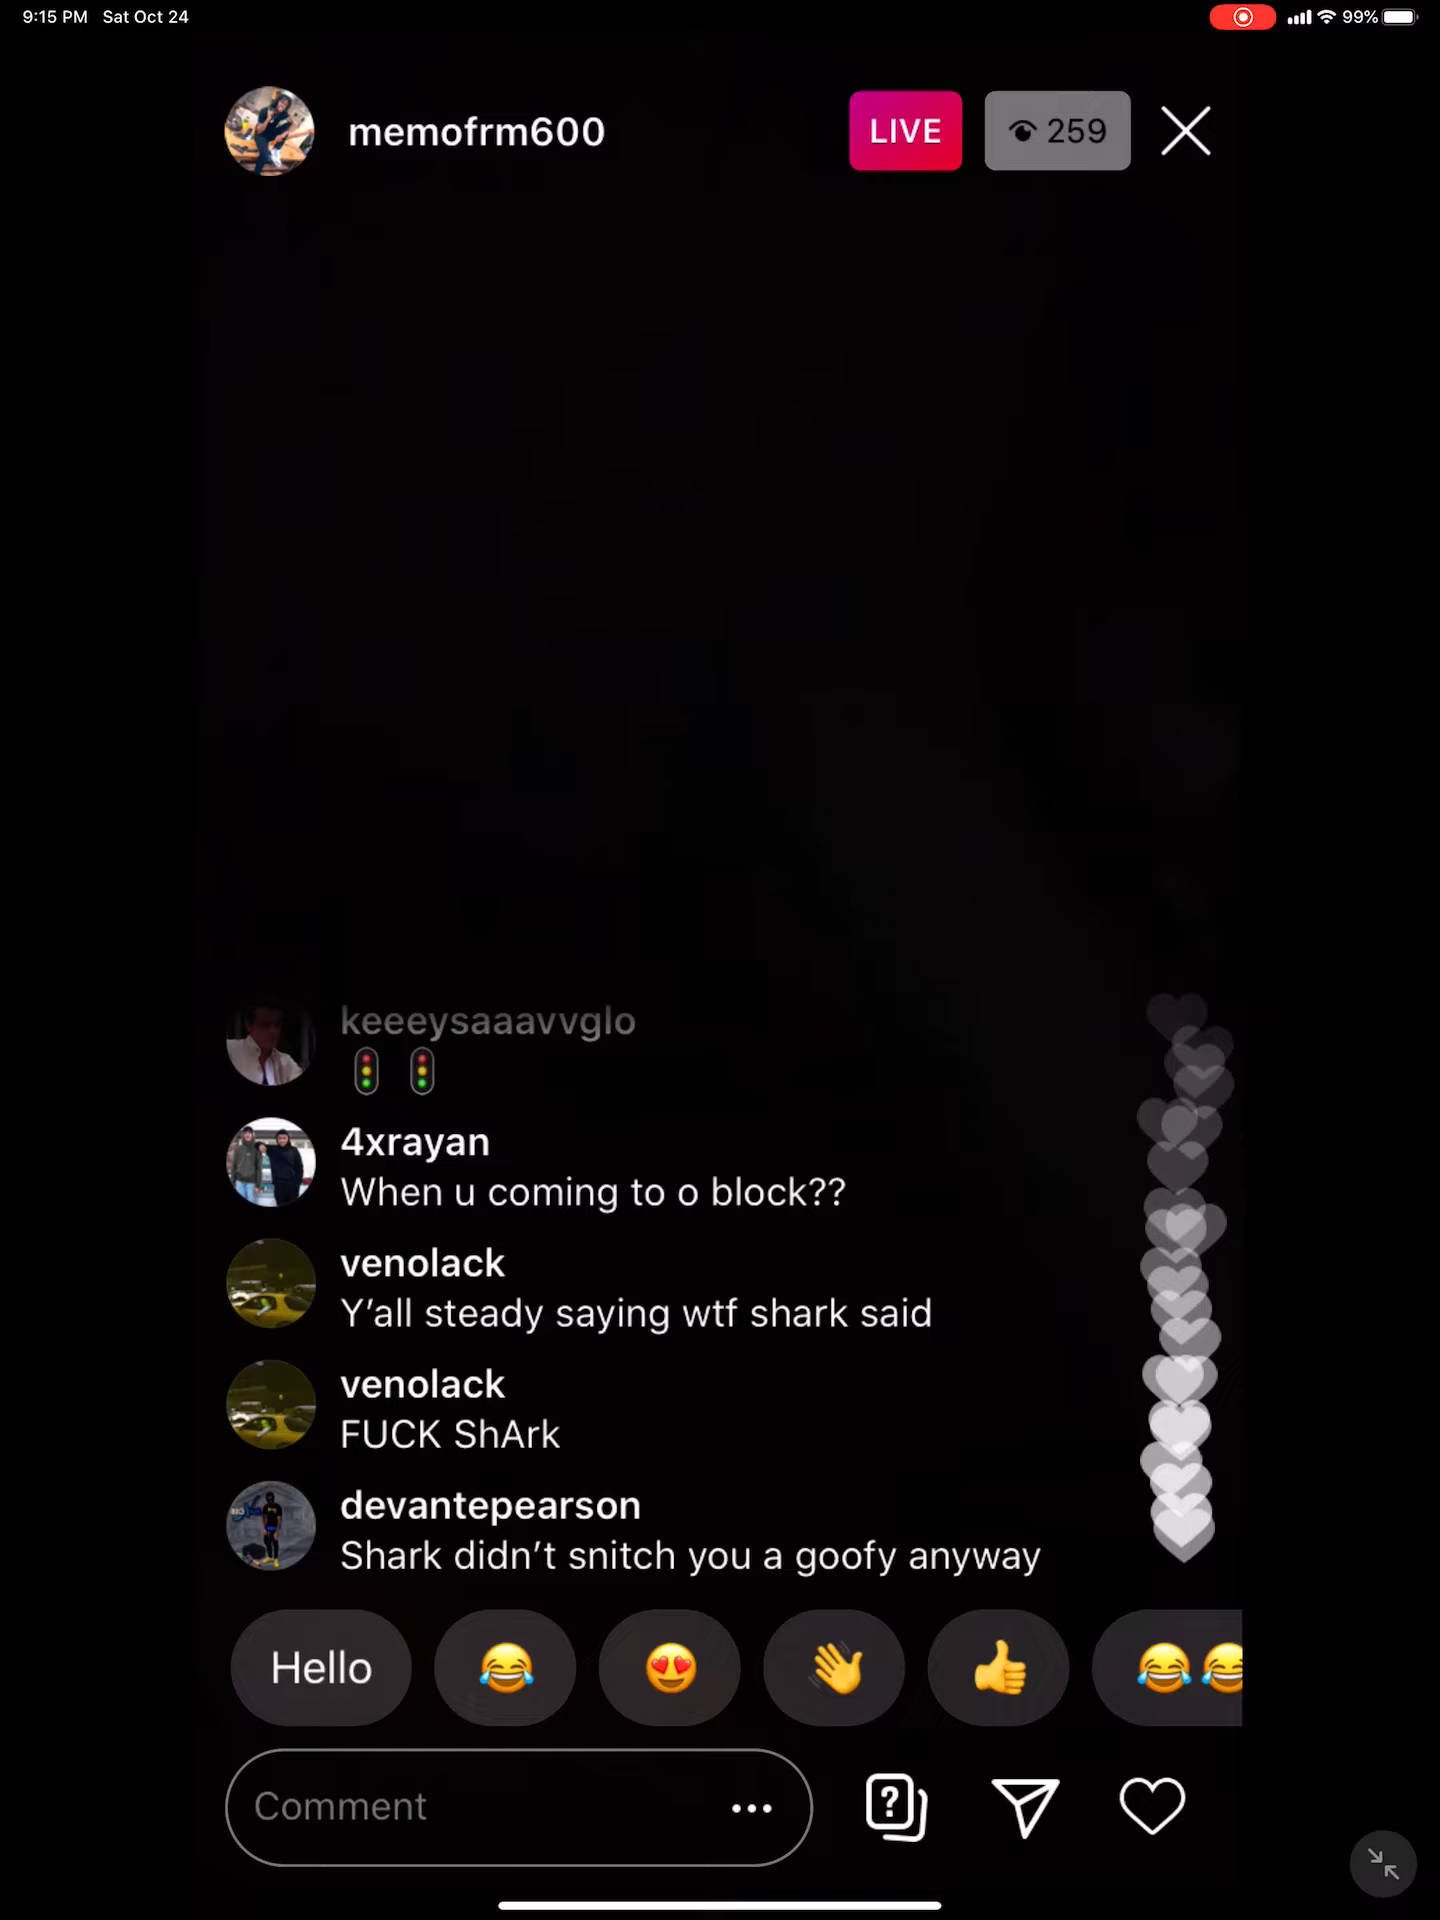 9:15 PM Sat Oct 24 99%
memofrm600 LIVE 259
keeeysaaavvglo
🚦 🚦
4xrayan
When u coming to o block??
venolack
Y’all steady saying wtf shark said
venolack
FUCK ShArk
devantepearson
Shark didn’t snitch you a goofy anyway
Hello 😂 😍 👋 👍 😂😂
Comment